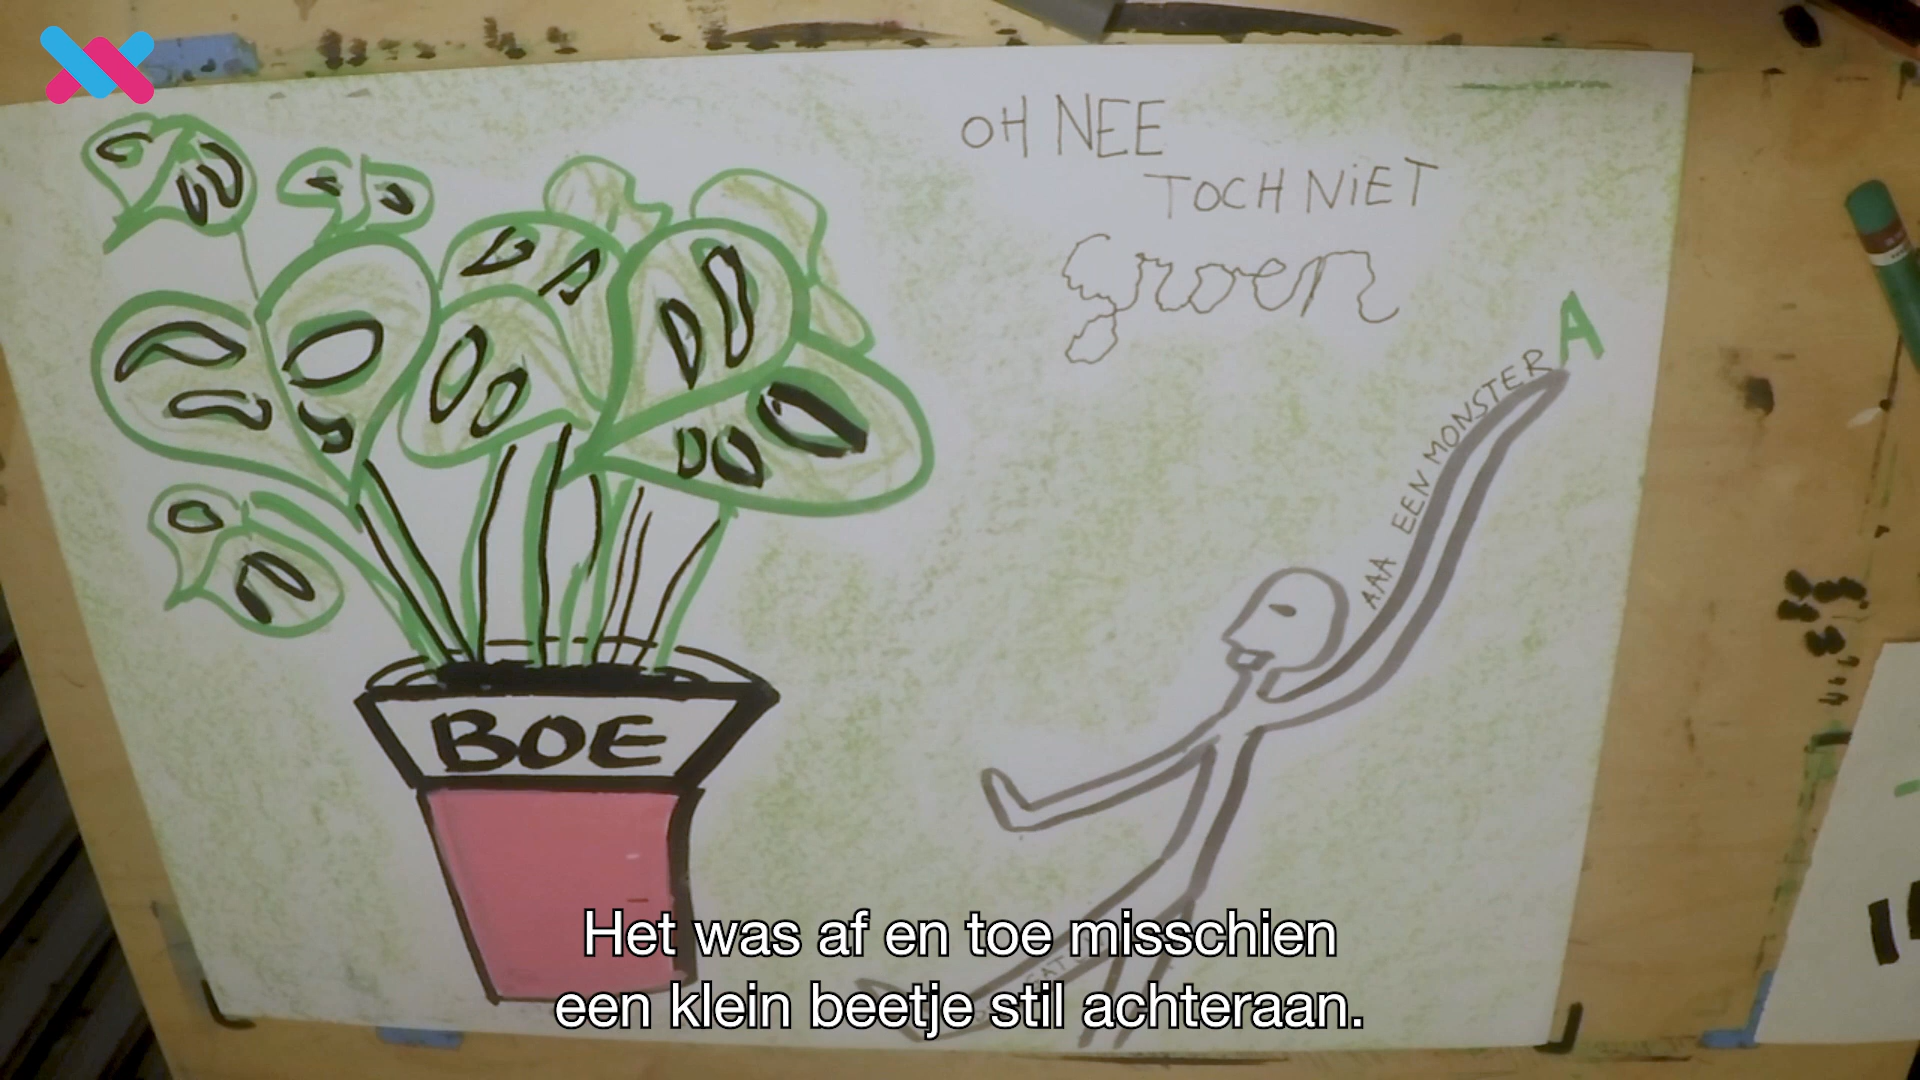 OH NEE
TOCH NiET
groen
A
AAA EEN MONSTER
BOE
Het was af en toe misschien
een klein beetje stil achteraan.